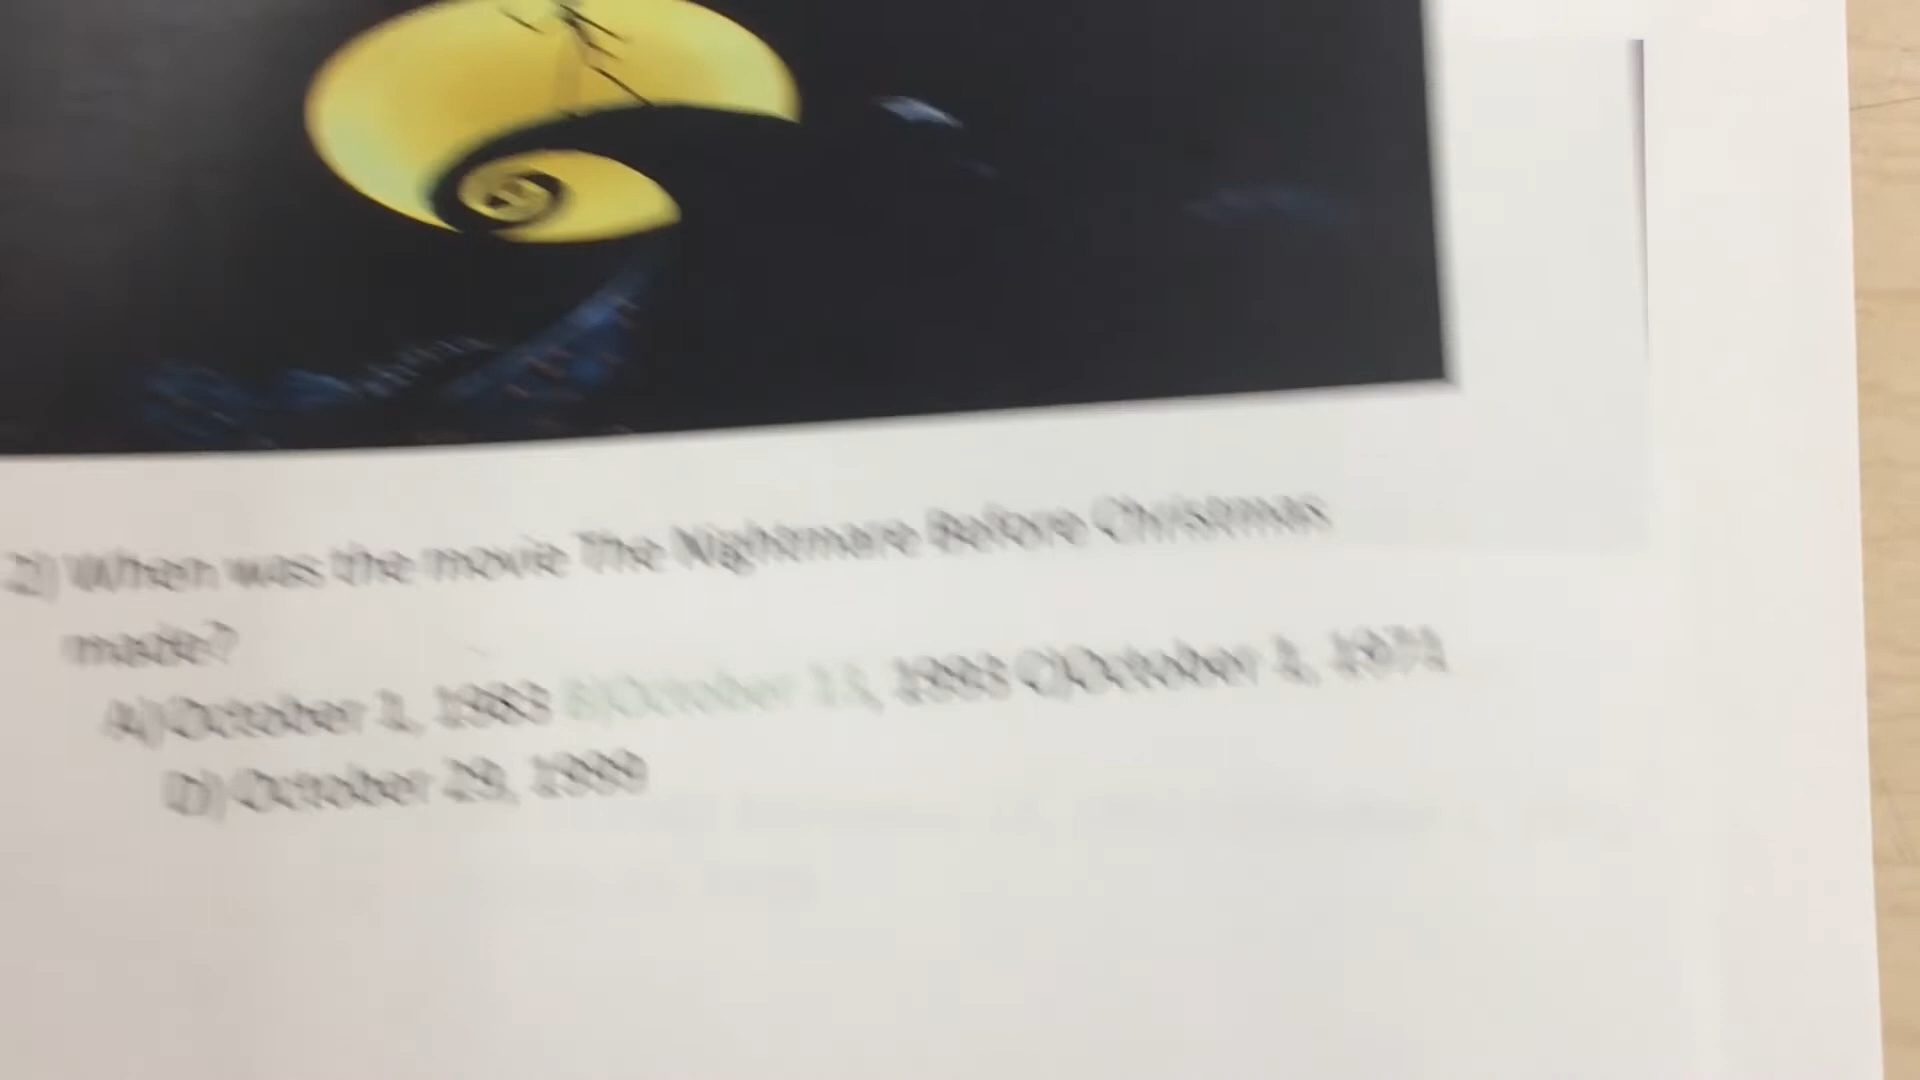 2) When was the movie The Nightmare Before Christmas
made?
A) October 1, 1983 B)October 13, 1993 C)October 1, 1971
D) October 29, 1999